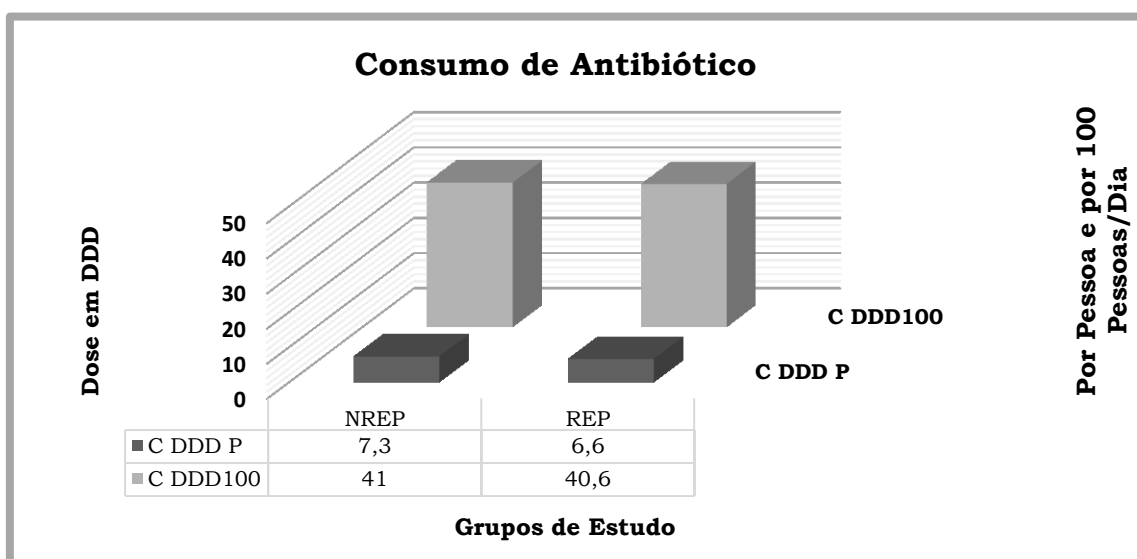 Consumo de Antibiótico
Dose em DDD
50
40
30
20
10
0
C DDD100
C DDD P
Por Pessoa e por 100
Pessoas/Dia
NREP REP
C DDD P 7,3 6,6
C DDD100 41 40,6
Grupos de Estudo